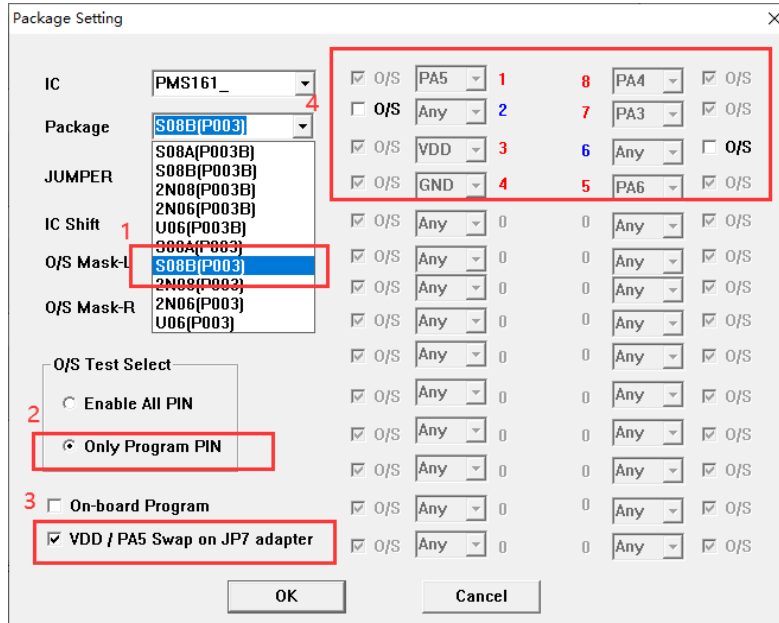 Package Setting
IC
PMS161_
4
Package
S08B(P003)
S08A(P003B)
S08B(P003B)
2N08(P003B)
2N06(P003B)
U06(P003B)
S08A(P003)
S08B(P003)
2N08(P003)
2N06(P003)
U06(P003)
JUMPER
IC Shift
1
O/S Mask-L
O/S Mask-R
O/S Test Select
Enable All PIN
2
Only Program PIN
3
On-board Program
VDD / PA5 Swap on JP7 adapter
O/S PA5 1 8 PA4 O/S
O/S Any 2 7 PA3 O/S
O/S VDD 3 6 Any O/S
O/S GND 4 5 PA6 O/S
O/S Any 0 0 Any O/S
O/S Any 0 0 Any O/S
O/S Any 0 0 Any O/S
O/S Any 0 0 Any O/S
O/S Any 0 0 Any O/S
O/S Any 0 0 Any O/S
O/S Any 0 0 Any O/S
O/S Any 0 0 Any O/S
O/S Any 0 0 Any O/S
O/S Any 0 0 Any O/S
OK
Cancel